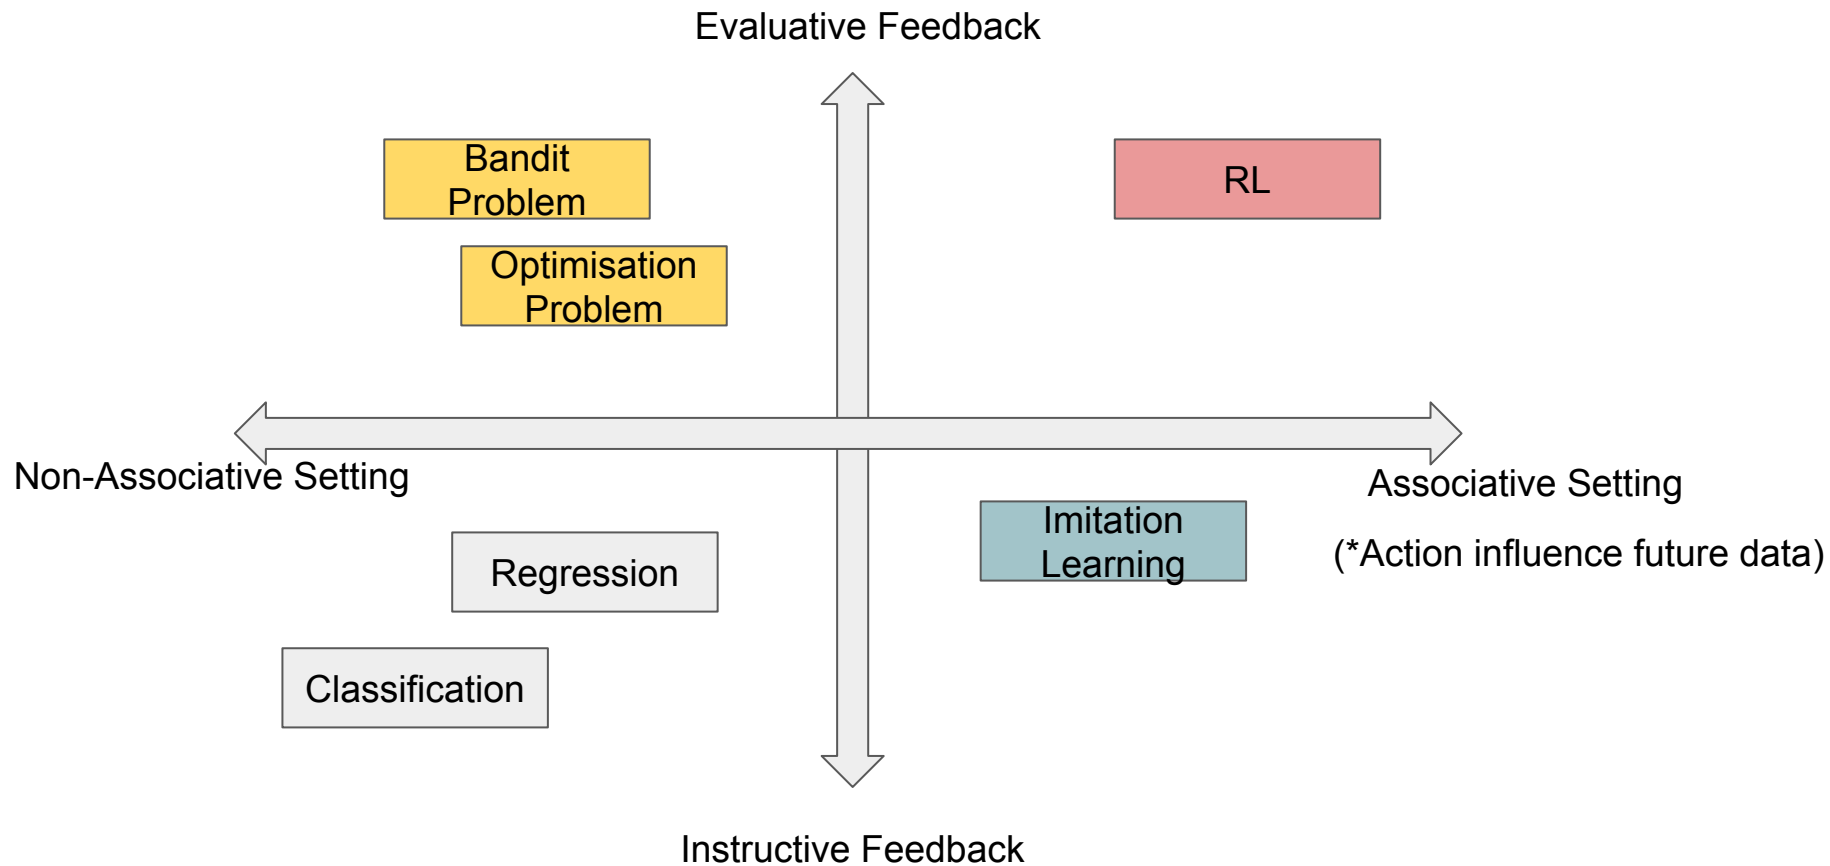 Evaluative Feedback
Bandit
Problem
RL
Optimisation
Problem
Non-Associative Setting
Associative Setting
Imitation
Learning
(*Action influence future data)
Regression
Classification
Instructive Feedback